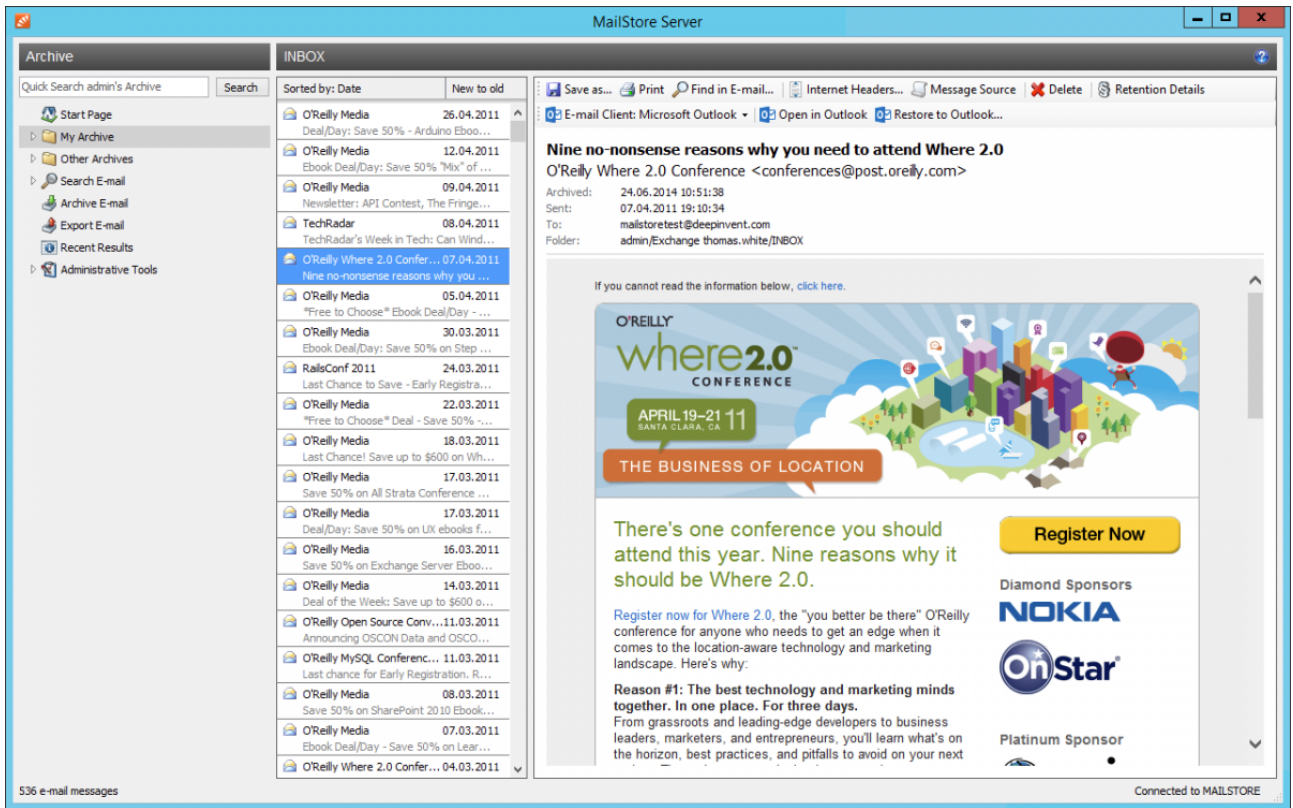 MailStore Server
Archive
INBOX
Quick Search admin's Archive
Search
Start Page
My Archive
Other Archives
Search E-mail
Archive E-mail
Export E-mail
Recent Results
Administrative Tools
Sorted by: Date
New to old
O'Reilly Media 26.04.2011
Deal/Day: Save 50% - Arduino Eboo...
O'Reilly Media 12.04.2011
Ebook Deal/Day: Save 50% "Mix" of ...
O'Reilly Media 09.04.2011
Newsletter: API Contest, The Fringe...
TechRadar 08.04.2011
TechRadar's Week in Tech: Can Wind...
O'Reilly Where 2.0 Confer... 07.04.2011
Nine no-nonsense reasons why you ...
O'Reilly Media 05.04.2011
*Free to Choose* Ebook Deal/Day - ...
O'Reilly Media 30.03.2011
Ebook Deal/Day: Save 50% on Step ...
RailsConf 2011 24.03.2011
Last Chance to Save - Early Registra...
O'Reilly Media 22.03.2011
*Free to Choose* Deal - Save 50% -...
O'Reilly Media 18.03.2011
Last Chance! Save up to $600 on Wh...
O'Reilly Media 17.03.2011
Save 50% on All Strata Conference ...
O'Reilly Media 17.03.2011
Deal/Day: Save 50% on UX ebooks f...
O'Reilly Media 16.03.2011
Save 50% on Exchange Server Eboo...
O'Reilly Media 14.03.2011
Deal of the Week: Save up to $600 o...
O'Reilly Open Source Conv...11.03.2011
Announcing OSCON Data and OSCO...
O'Reilly MySQL Conferenc... 11.03.2011
Last chance for Early Registration. R...
O'Reilly Media 08.03.2011
Save 50% on SharePoint 2010 Ebook...
O'Reilly Media 07.03.2011
Ebook Deal/Day - Save 50% on Lear...
O'Reilly Where 2.0 Confer... 04.03.2011
Save as... Print Find in E-mail... Internet Headers... Message Source Delete Retention Details
E-mail Client: Microsoft Outlook Open in Outlook Restore to Outlook...
Nine no-nonsense reasons why you need to attend Where 2.0
O'Reilly Where 2.0 Conference <conferences@post.oreilly.com>
Archived: 24.06.2014 10:51:38
Sent: 07.04.2011 19:10:34
To: mailstoretest@deepinvent.com
Folder: admin/Exchange thomas.white/INBOX
If you cannot read the information below, click here.
O'REILLY
where2.0
CONFERENCE
APRIL 19–21 11
SANTA CLARA, CA
THE BUSINESS OF LOCATION
There's one conference you should
attend this year. Nine reasons why it
should be Where 2.0.
Register now for Where 2.0, the "you better be there" O'Reilly
conference for anyone who needs to get an edge when it
comes to the location-aware technology and marketing
landscape. Here's why:
Reason #1: The best technology and marketing minds
together. In one place. For three days.
From grassroots and leading-edge developers to business
leaders, marketers, and entrepreneurs, you'll learn what's on
the horizon, best practices, and pitfalls to avoid on your next
Register Now
Diamond Sponsors
NOKIA
OnStar
Platinum Sponsor
536 e-mail messages
Connected to MAILSTORE